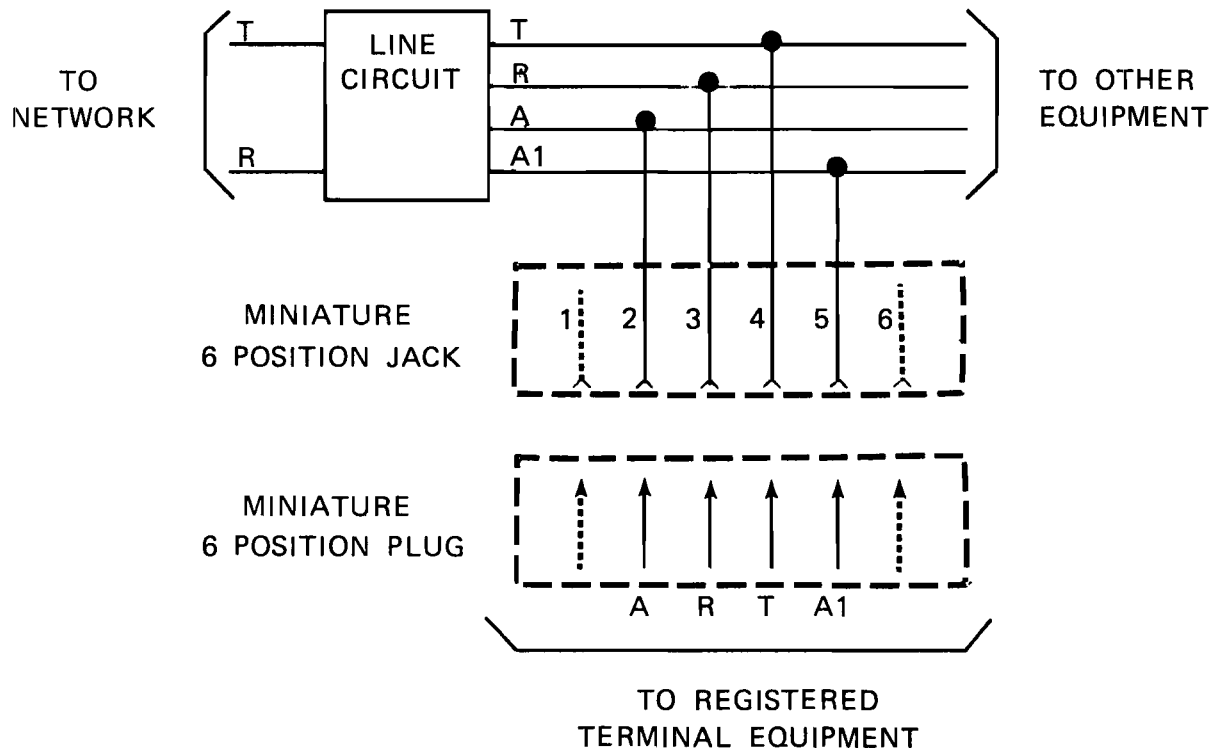 T
LINE
CIRCUIT
T
R
A
A1
R
TO
NETWORK
TO OTHER
EQUIPMENT
MINIATURE
6 POSITION JACK
1 2 3 4 5 6
MINIATURE
6 POSITION PLUG
A R T A1
TO REGISTERED
TERMINAL EQUIPMENT